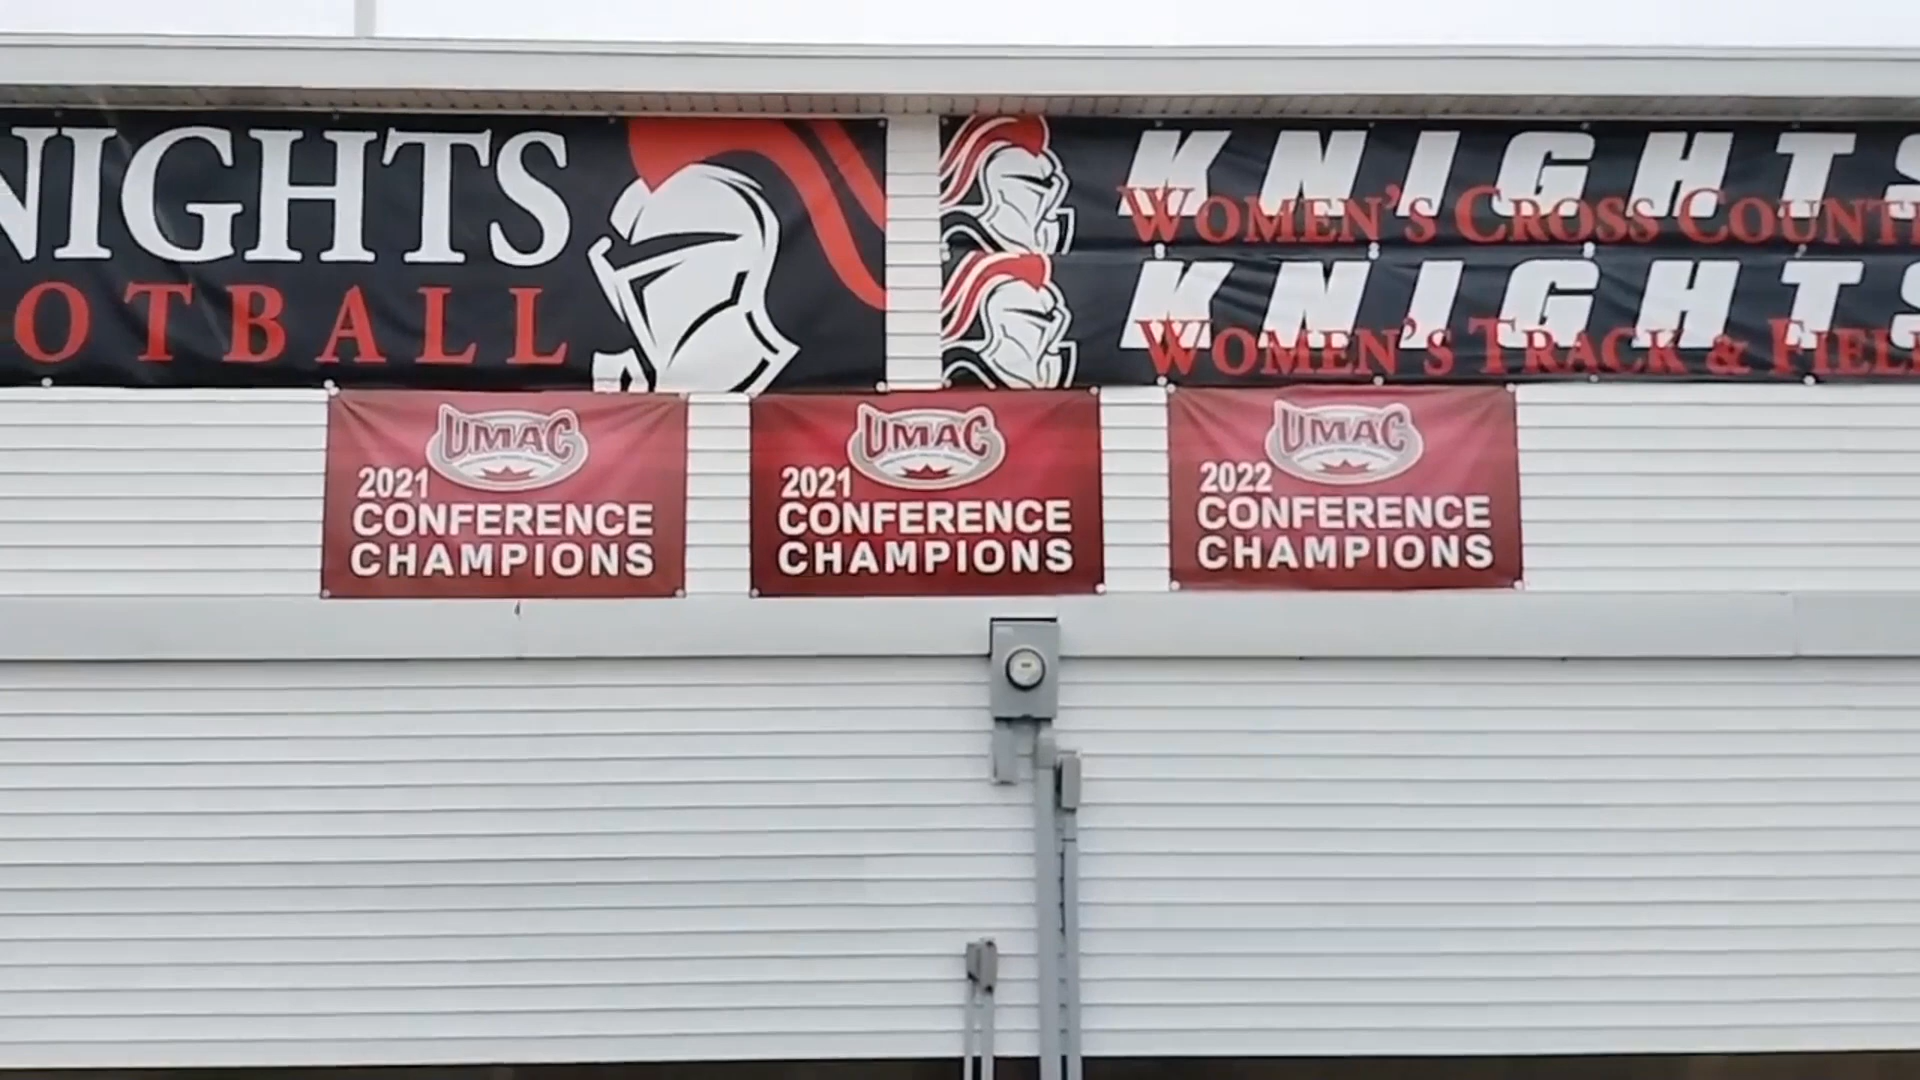 NIGHTS
OTBALL
KNIGHTS
WOMEN'S CROSS COUNT
KNIGHTS
WOMEN'S TRACK & FIEL
UMAC
2021
CONFERENCE
CHAMPIONS
UMAC
2021
CONFERENCE
CHAMPIONS
UMAC
2022
CONFERENCE
CHAMPIONS